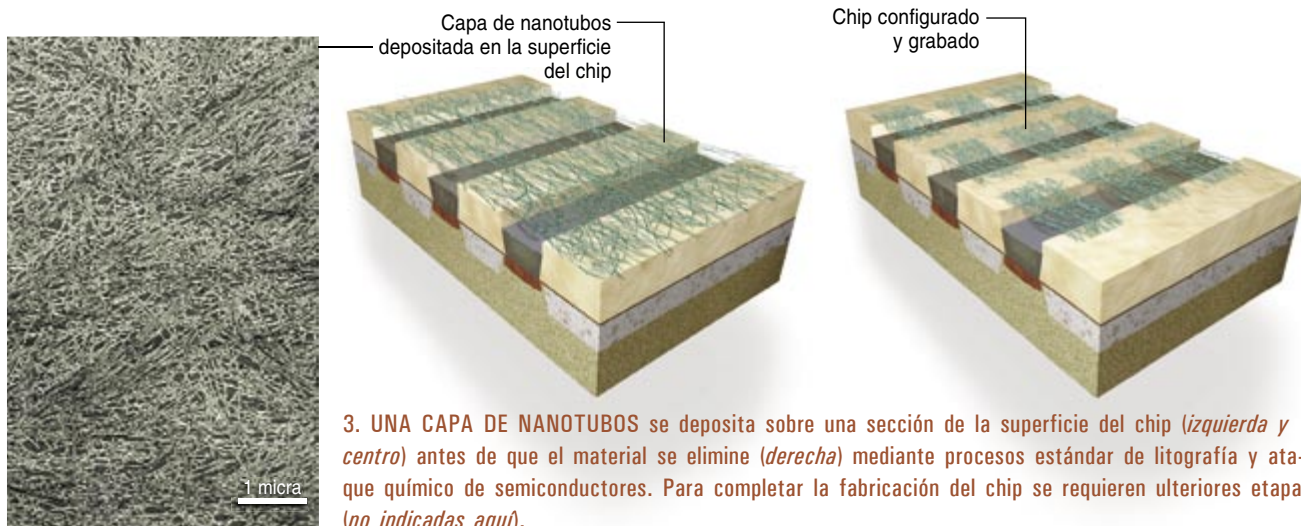 Capa de nanotubos
depositada en la superficie
del chip
Chip configurado
y grabado
1 micra
3. UNA CAPA DE NANOTUBOS se deposita sobre una sección de la superficie del chip (izquierda y
centro) antes de que el material se elimine (derecha) mediante procesos estándar de litografía y ata-
que químico de semiconductores. Para completar la fabricación del chip se requieren ulteriores etapa
(no indicadas aquí).